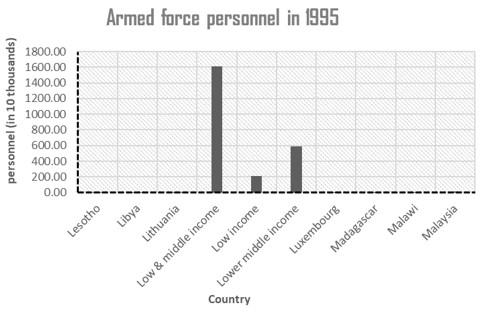 Armed force personnel in 1995
personnel (in 10 thousands)
1800.00
1600.00
1400.00
1200.00
1000.00
800.00
600.00
400.00
200.00
0.00
Lesotho
Libya
Lithuania
Low & middle income
Low income
Lower middle income
Luxembourg
Madagascar
Malawi
Malaysia
Country